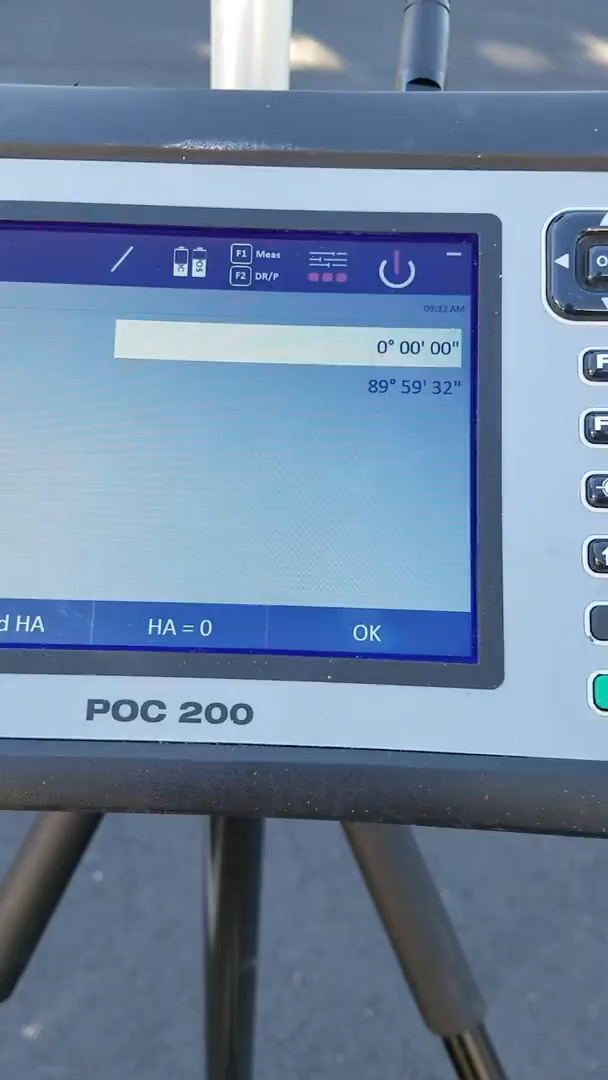 F1 Meas
F2 DR/P
09:32 AM
0° 00' 00"
89° 59' 32"
d HA
HA = 0
OK
POC 200